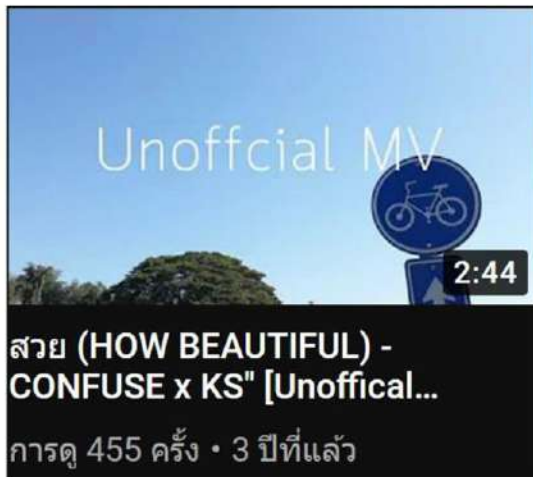 Unoffcial MV
2:44
สวย (HOW BEAUTIFUL) -
CONFUSE x KS" [Unoffical...
การดู 455 ครั้ง • 3 ปีที่แล้ว